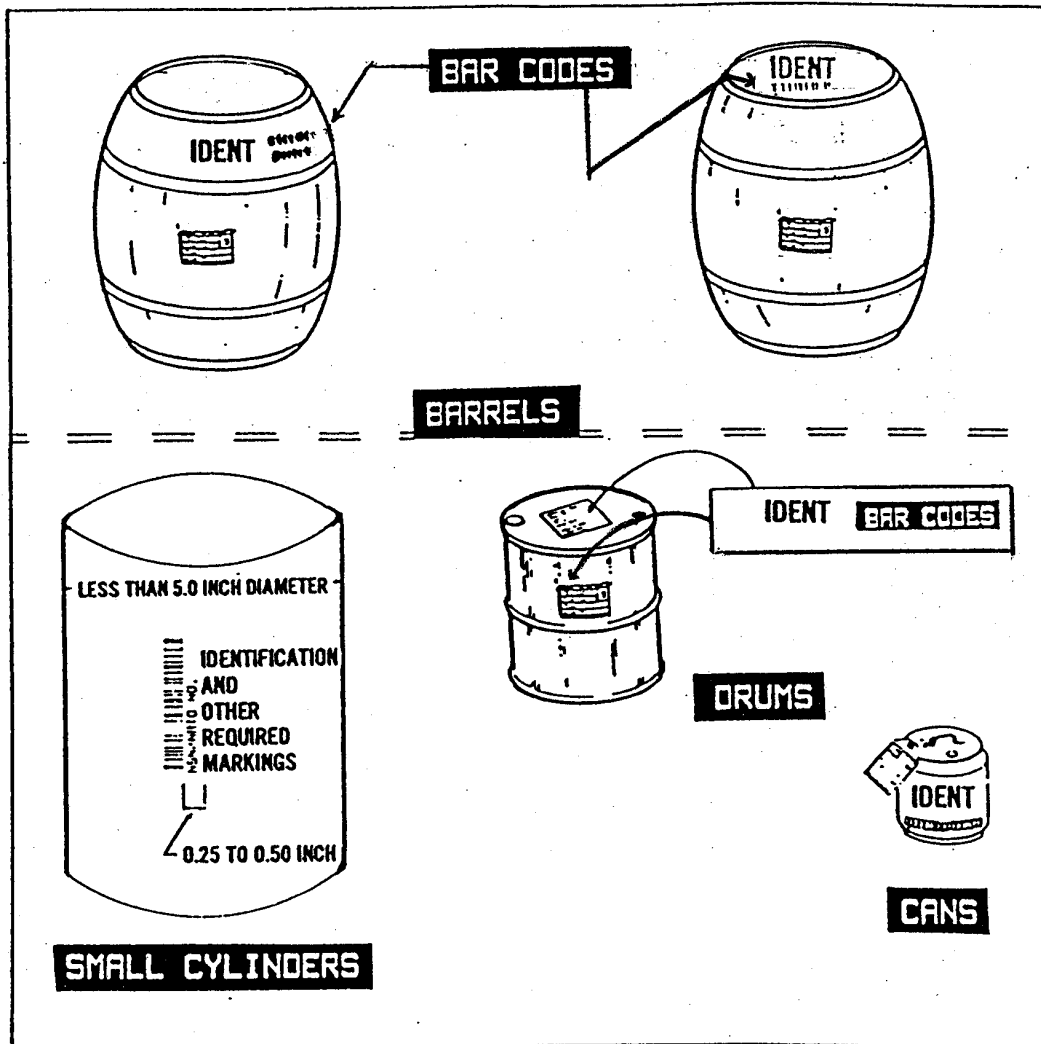 BAR CODES
IDENT
IDENT
BARRELS
LESS THAN 5.0 INCH DIAMETER
IDENTIFICATION
AND
OTHER
REQUIRED
MARKINGS
0.25 TO 0.50 INCH
SMALL CYLINDERS
IDENT BAR CODES
DRUMS
IDENT
CANS